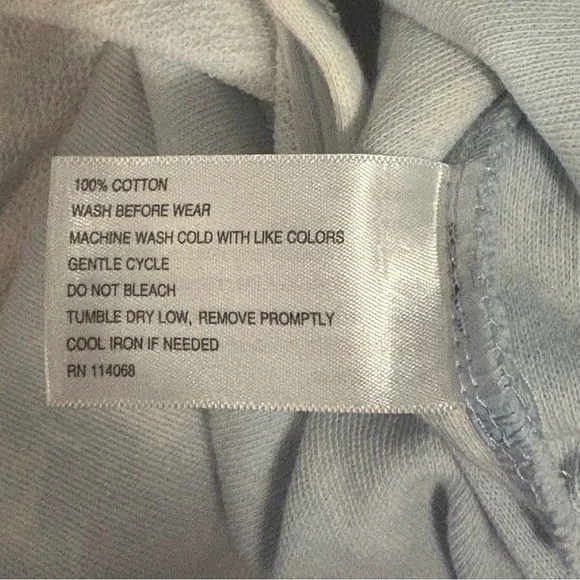 100% COTTON
WASH BEFORE WEAR
MACHINE WASH COLD WITH LIKE COLORS
GENTLE CYCLE
DO NOT BLEACH
TUMBLE DRY LOW, REMOVE PROMPTLY
COOL IRON IF NEEDED
RN 114068